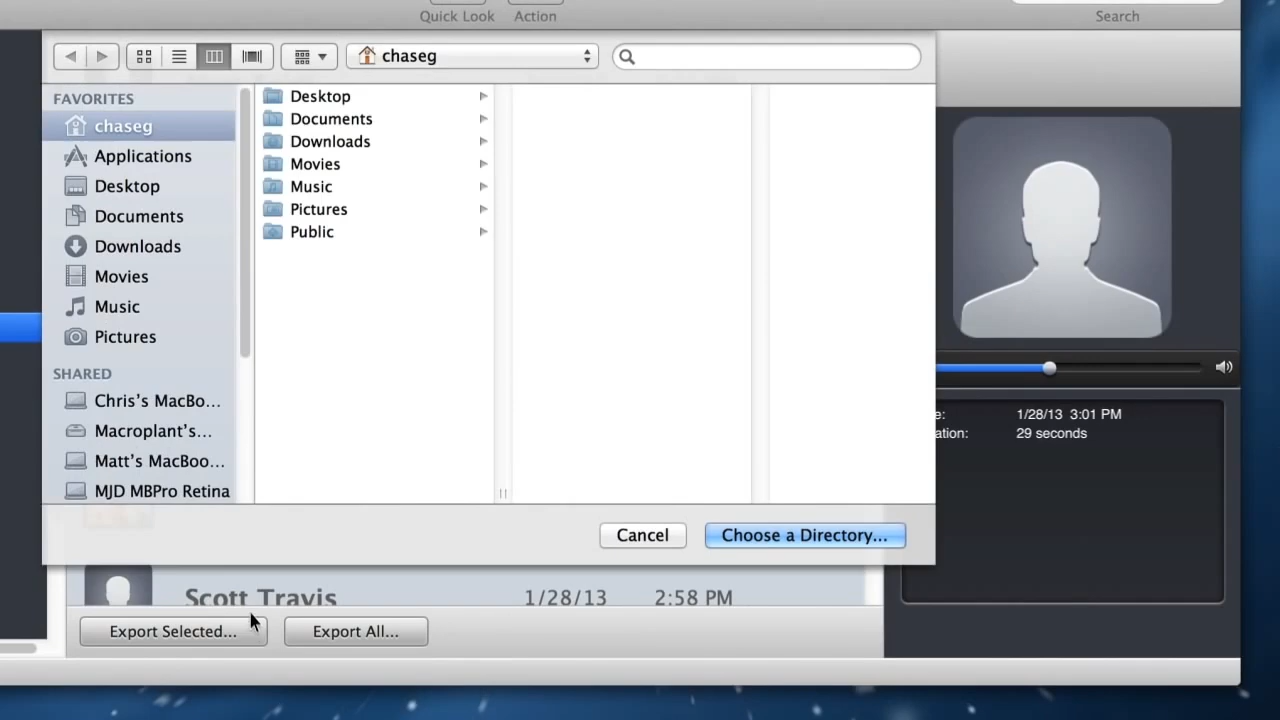 Quick Look Action Search
chaseg
FAVORITES
chaseg
Applications
Desktop
Documents
Downloads
Movies
Music
Pictures
SHARED
Chris's MacBo...
Macroplant's...
Matt's MacBoo...
MJD MBPro Retina
Desktop
Documents
Downloads
Movies
Music
Pictures
Public
e: 1/28/13 3:01 PM
ation: 29 seconds
Cancel Choose a Directory...
Scott Travis 1/28/13 2:58 PM
Export Selected... Export All...